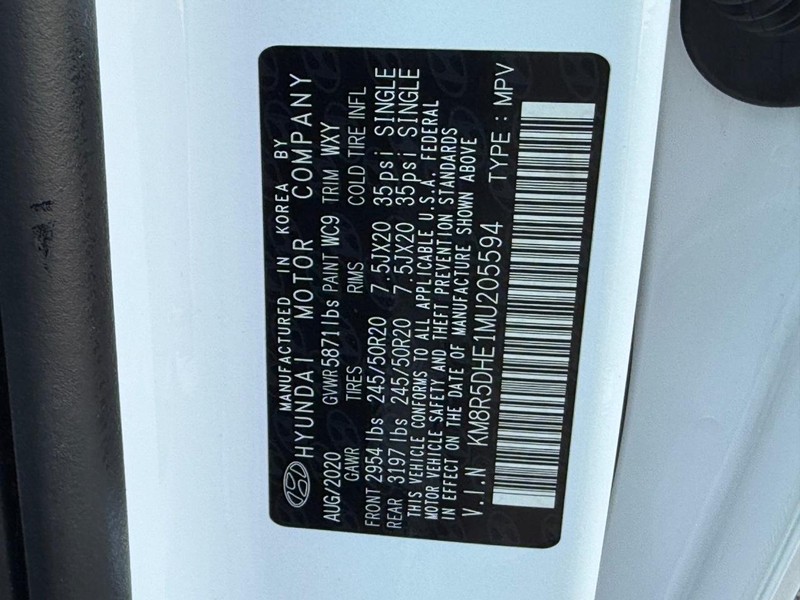 MANUFACTURED IN KOREA BY
HYUNDAI MOTOR COMPANY
AUG/2020 GVWR 5871 lbs PAINT WC9 TRIM WXY
GAWR TIRES RIMS COLD TIRE INFL
FRONT 2954 lbs 245/50R20 7.5JX20 35psi SINGLE
REAR 3197 lbs 245/50R20 7.5JX20 35psi SINGLE
THIS VEHICLE CONFORMS TO ALL APPLICABLE U.S.A. FEDERAL
MOTOR VEHICLE SAFETY AND THEFT PREVENTION STANDARDS
IN EFFECT ON THE DATE OF MANUFACTURE SHOWN ABOVE
V.I.N KM8R5DHE1MU205594 TYPE : MPV